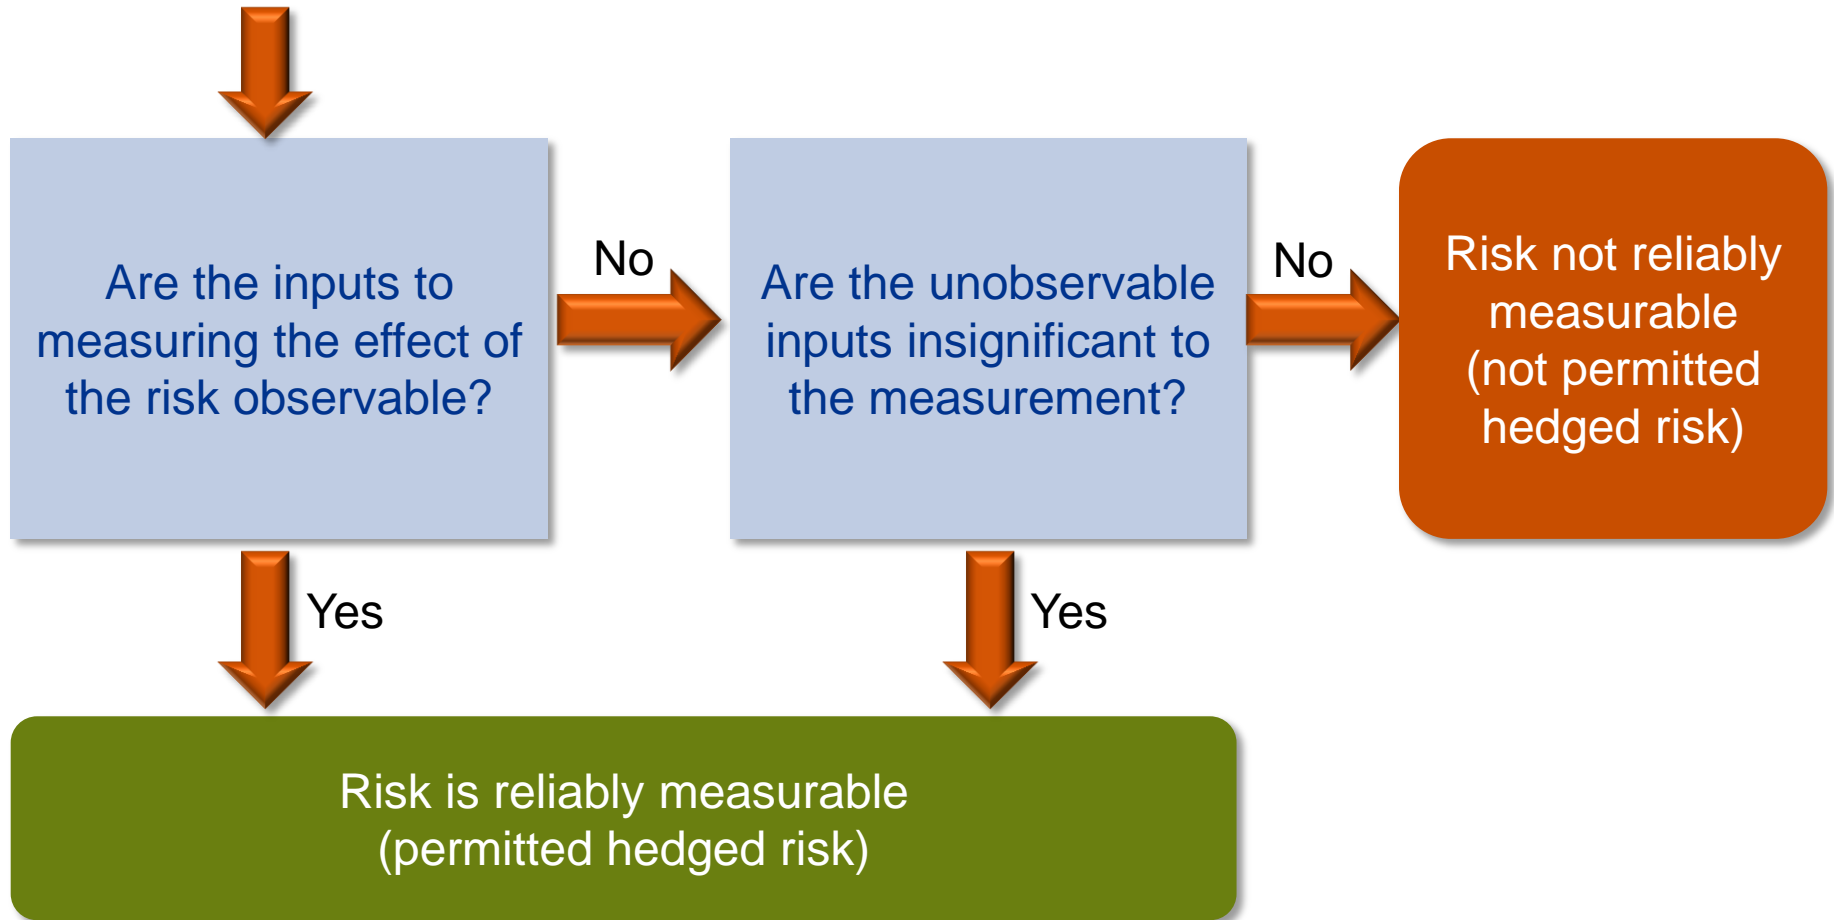 Are the inputs to
measuring the effect of
the risk observable?
No
Are the unobservable
inputs insignificant to
the measurement?
No
Risk not reliably
measurable
(not permitted
hedged risk)
Yes
Yes
Risk is reliably measurable
(permitted hedged risk)